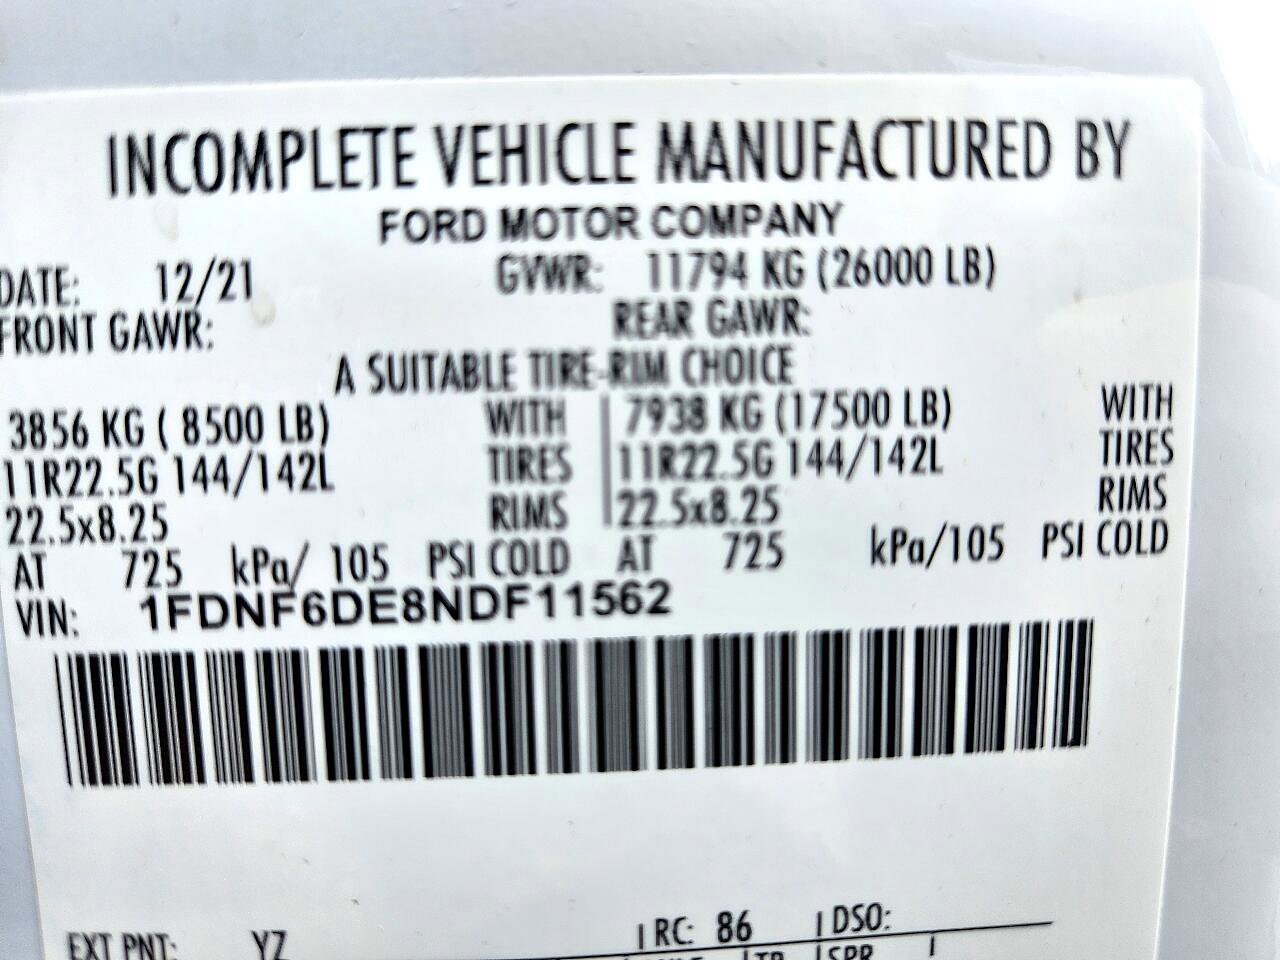 INCOMPLETE VEHICLE MANUFACTURED BY
FORD MOTOR COMPANY
DATE: 12/21 GVWR: 11794 KG (26000 LB)
FRONT GAWR: REAR GAWR:
A SUITABLE TIRE-RIM CHOICE
3856 KG ( 8500 LB) WITH 7938 KG (17500 LB) WITH
11R22.5G 144/142L TIRES 11R22.5G 144/142L TIRES
22.5x8.25 RIMS 22.5x8.25 RIMS
AT 725 kPa/ 105 PSI COLD AT 725 kPa/105 PSI COLD
VIN: 1FDNF6DE8NDF11562
EXT PNT: YZ RC: 86 DSO: